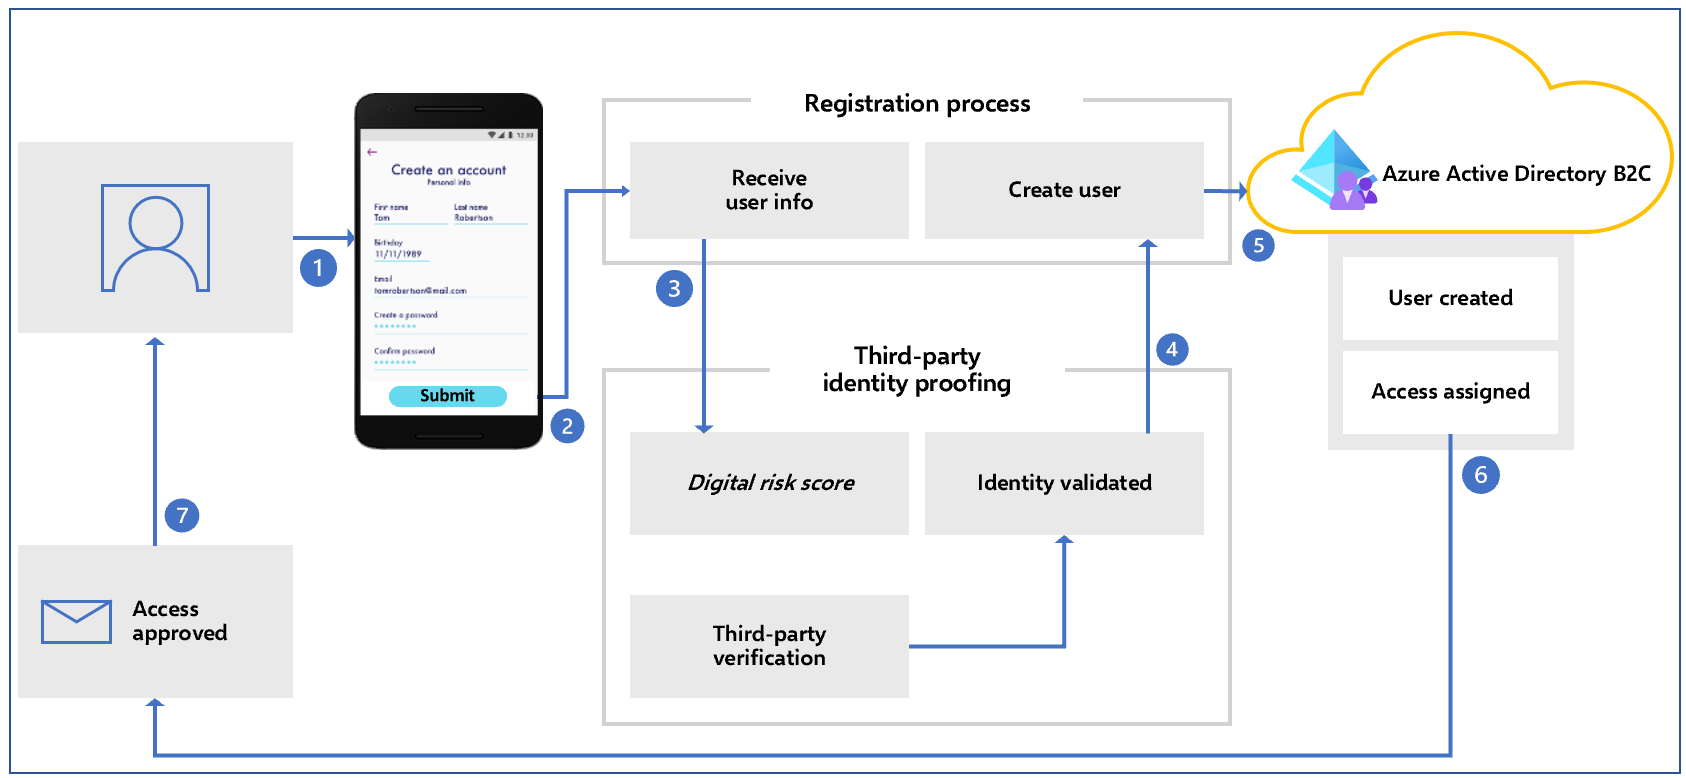 Registration process
12:00
Create an account
Personal info
First name
Last name
Tom
Robertson
Birthday
11/11/1989
Email
tomrobertson@mail.com
Create a password
Confirm password
Submit
1
2
Receive
user info
Create user
3
4
5
Azure Active Directory B2C
User created
Access assigned
6
Third-party
identity proofing
Digital risk score
Identity validated
Third-party
verification
7
Access
approved